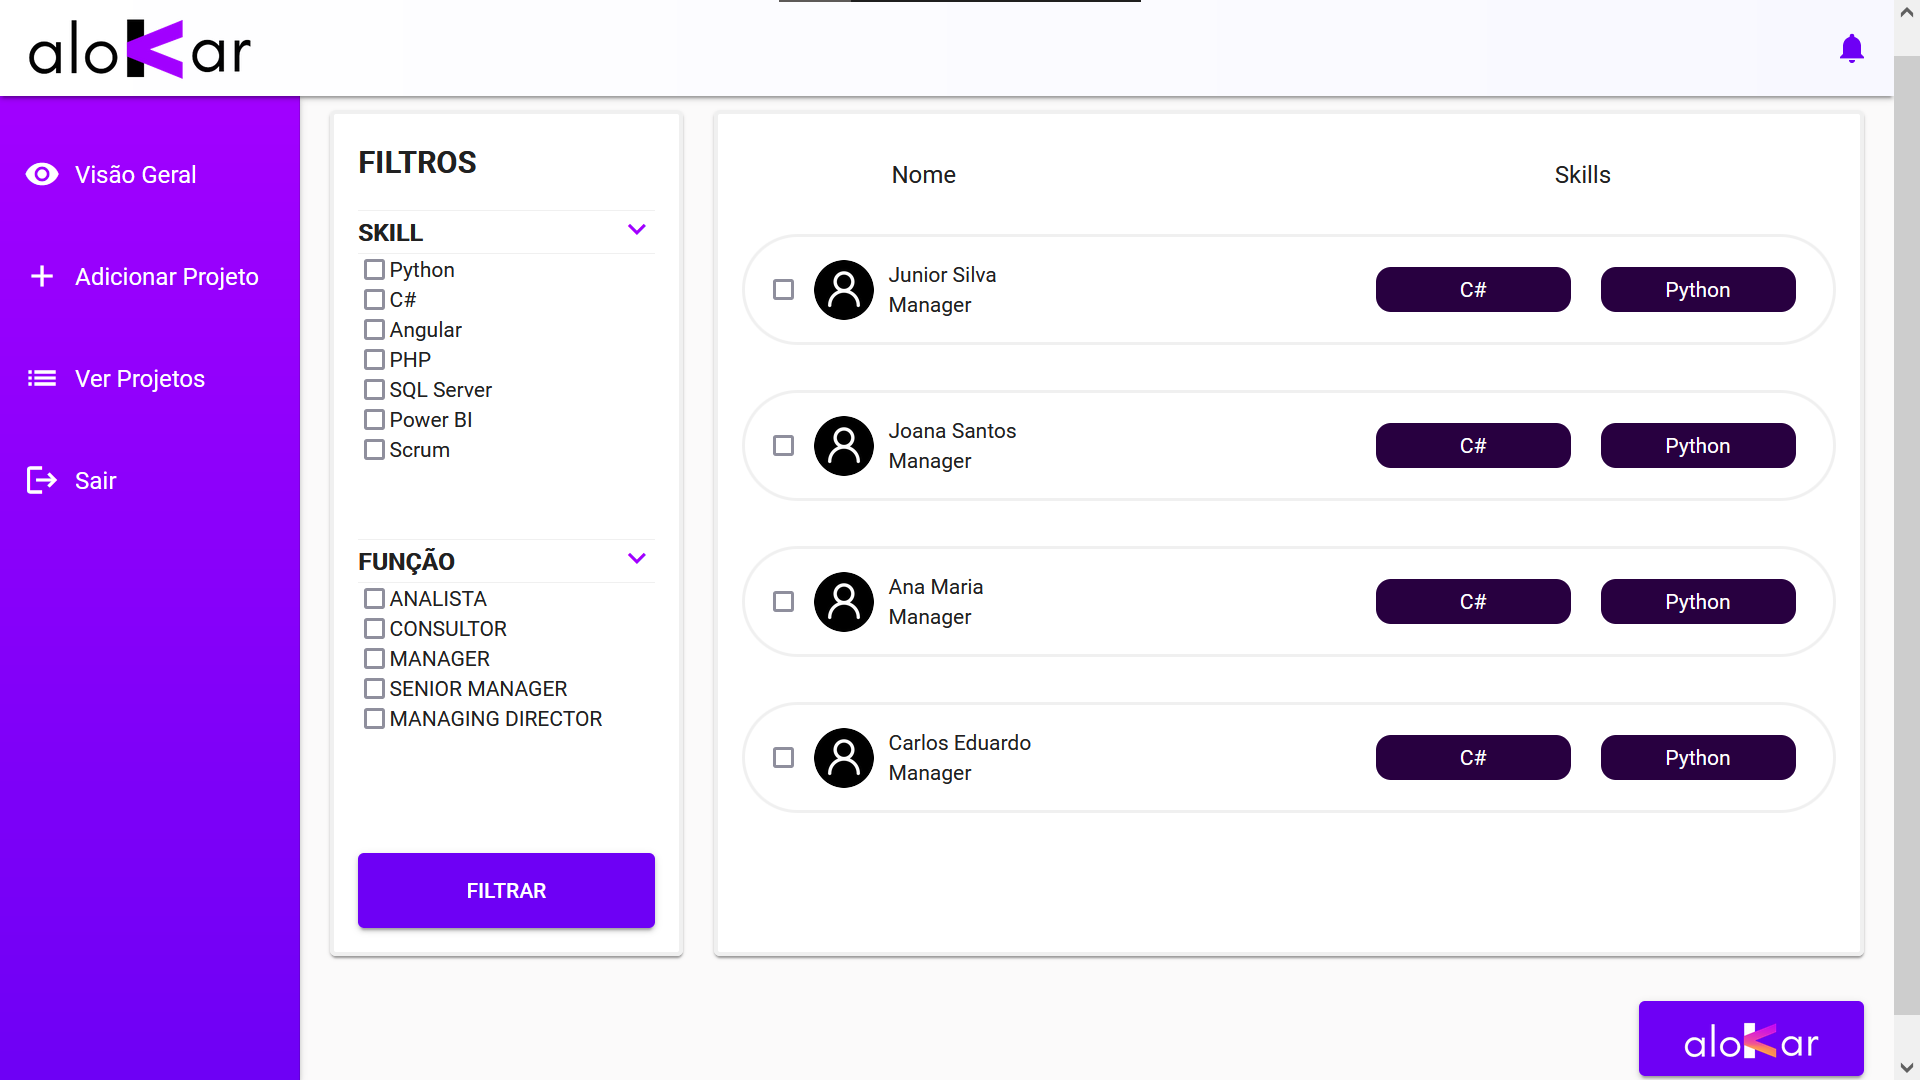 aloKar
Visão Geral
Adicionar Projeto
Ver Projetos
Sair
FILTROS
SKILL
Python
C#
Angular
PHP
SQL Server
Power BI
Scrum
FUNÇÃO
ANALISTA
CONSULTOR
MANAGER
SENIOR MANAGER
MANAGING DIRECTOR
FILTRAR
Nome Skills
Junior Silva
Manager
C# Python
Joana Santos
Manager
C# Python
Ana Maria
Manager
C# Python
Carlos Eduardo
Manager
C# Python
aloKar